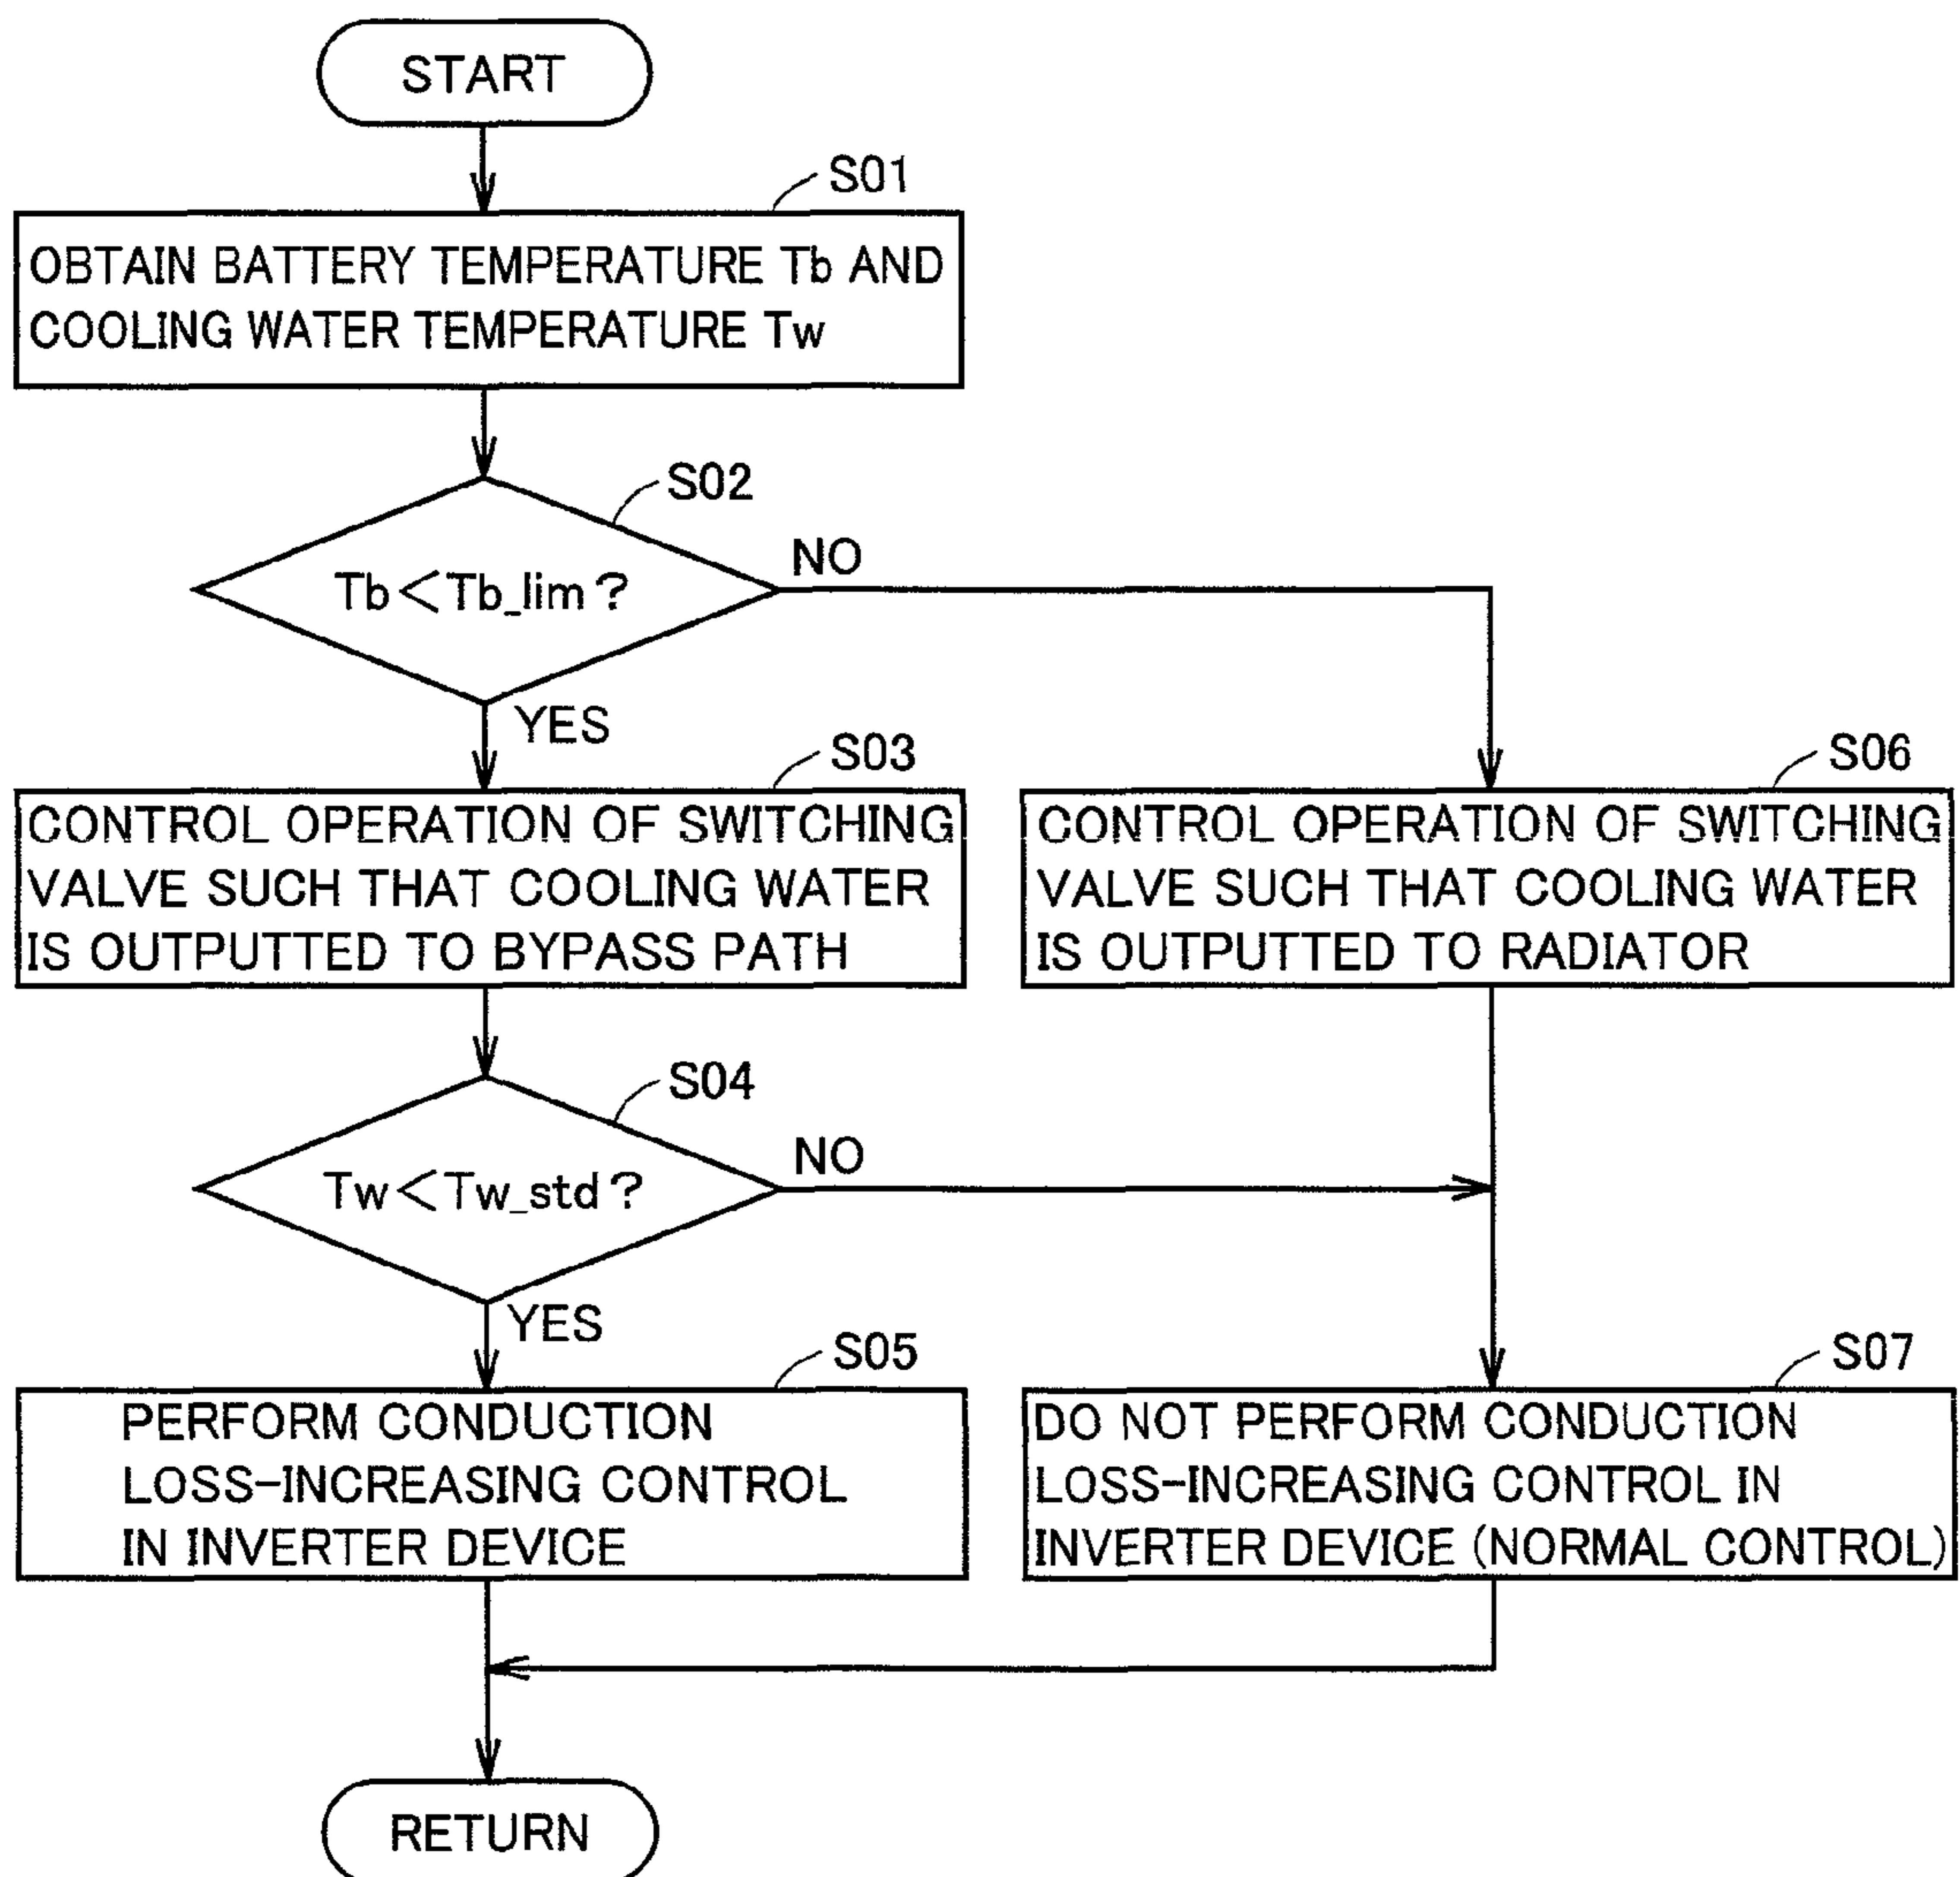 START
S01
OBTAIN BATTERY TEMPERATURE Tb AND
COOLING WATER TEMPERATURE Tw
S02
Tb<Tb_lim?
NO
YES
S03
CONTROL OPERATION OF SWITCHING
VALVE SUCH THAT COOLING WATER
IS OUTPUTTED TO BYPASS PATH
S06
CONTROL OPERATION OF SWITCHING
VALVE SUCH THAT COOLING WATER
IS OUTPUTTED TO RADIATOR
S04
Tw<Tw_std?
NO
YES
S05
PERFORM CONDUCTION
LOSS-INCREASING CONTROL
IN INVERTER DEVICE
S07
DO NOT PERFORM CONDUCTION
LOSS-INCREASING CONTROL IN
INVERTER DEVICE (NORMAL CONTROL)
RETURN